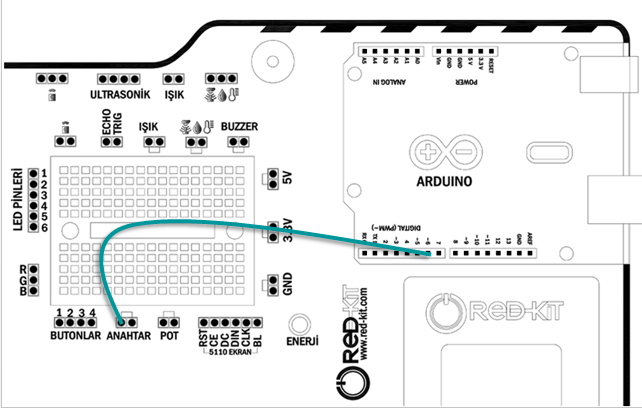 A5 A4 A3 A2 A1 A0
ANALOG IN
Vin GND GND 5V 3.3V RESET
POWER
ULTRASONİK
IŞIK
ECHO
TRIG
IŞIK
BUZZER
ARDUINO
LED PİNLERİ
1
2
3
4
5
6
5V
3.3V
GND
R
G
B
DIGITAL (PWM ~)
RX 0 TX 1 2 ~3 4 ~5 ~6 7 8 ~9 ~10 ~11 12 13 GND AREF
1 2 3 4
BUTONLAR
ANAHTAR
POT
RST
CE
DC
DIN
CLK
BL
5110 EKRAN
ENERJİ
RED-KIT
www.red-kit.com
RED-KIT